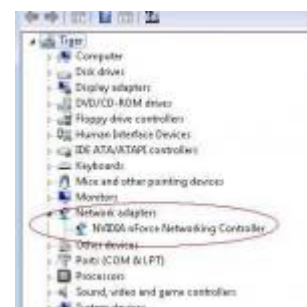 Tiger
Computer
Disk drives
Display adapters
DVD/CD-ROM drives
Floppy drive controllers
Human Interface Devices
IDE ATA/ATAPI controllers
Keyboards
Mice and other pointing devices
Monitors
Network adapters
NVIDIA nForce Networking Controller
Other devices
Ports (COM & LPT)
Processors
Sound, video and game controllers
System devices